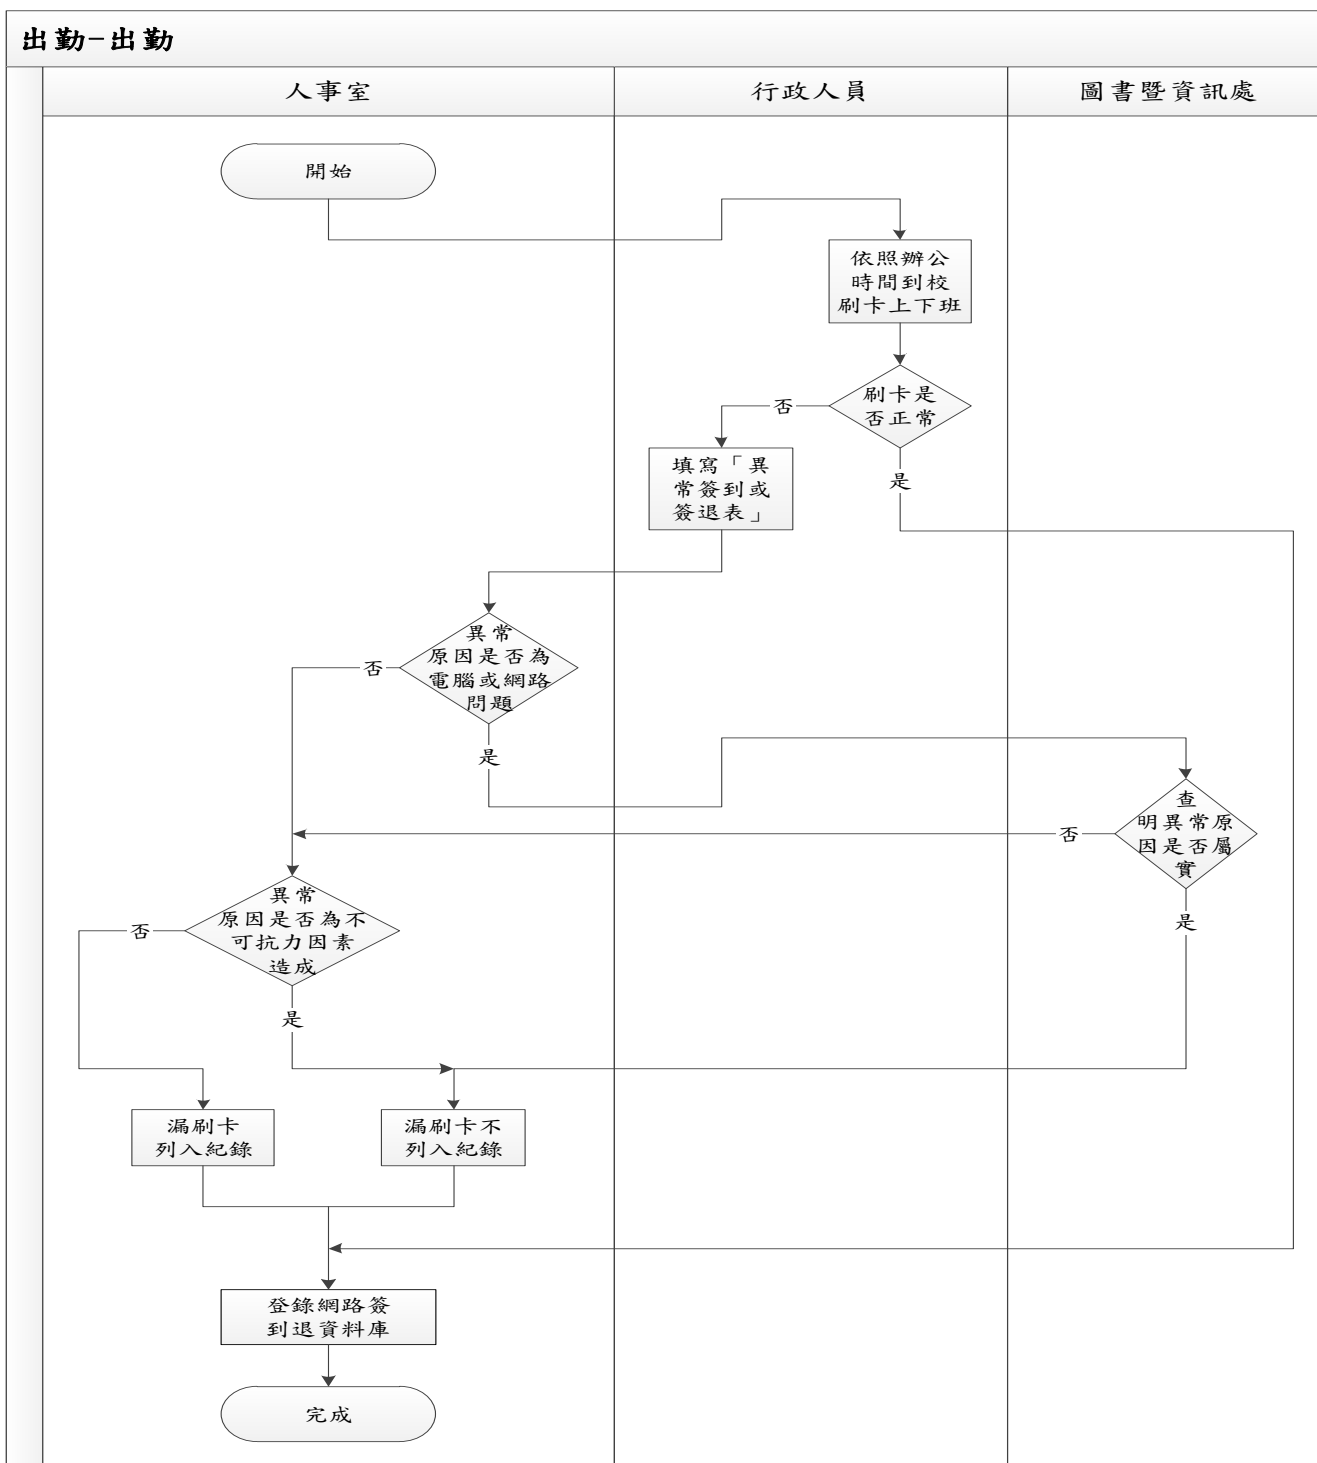 出勤-出勤
人事室
行政人員
圖書暨資訊處
開始
依照辦公
時間到校
刷卡上下班
刷卡是
否正常
否
是
填寫「異
常簽到或
簽退表」
異常
原因是否為
電腦或網路
問題
否
是
查
明異常原
因是否屬
實
否
是
異常
原因是否為不
可抗力因素
造成
否
是
漏刷卡
列入紀錄
漏刷卡不
列入紀錄
登錄網路簽
到退資料庫
完成